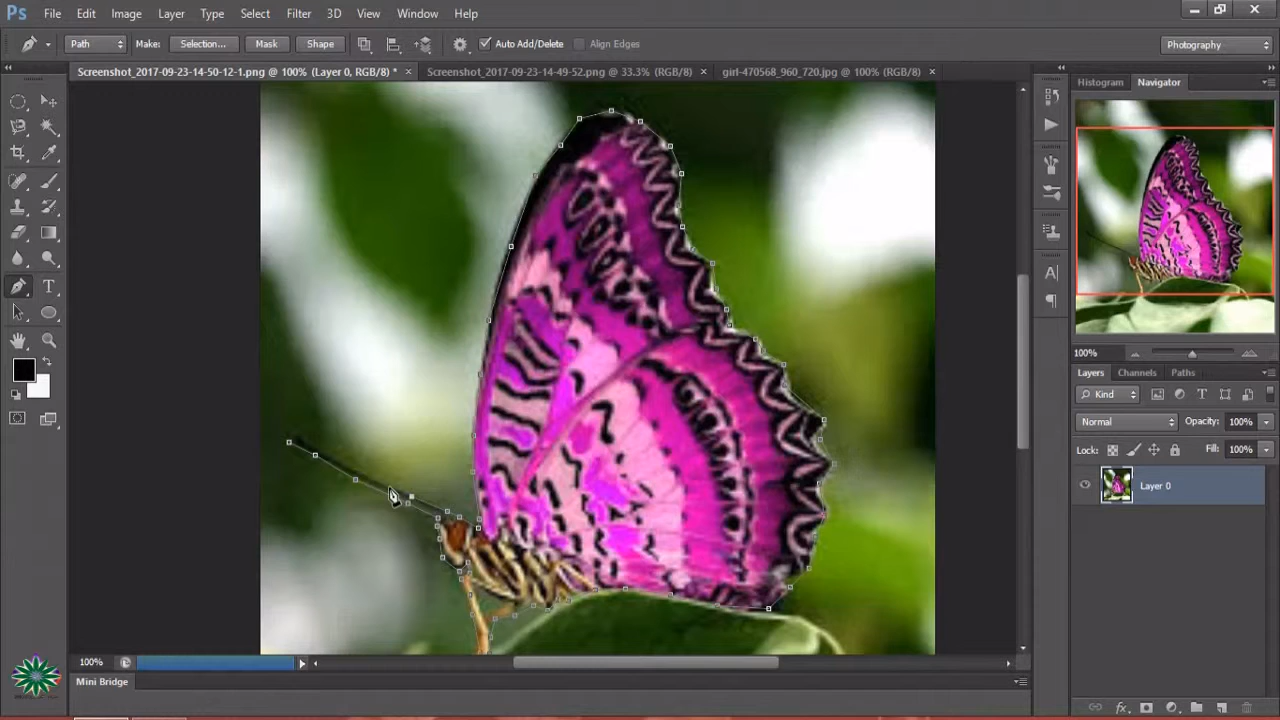 Ps File Edit Image Layer Type Select Filter 3D View Window Help
Path Make: Selection... Mask Shape Auto Add/Delete Align Edges Photography
Screenshot_2017-09-23-14-50-12-1.png @ 100% (Layer 0, RGB/8) * × Screenshot_2017-09-23-14-49-52.png @ 33.3% (RGB/8) × girl-470568_960_720.jpg @ 100% (RGB/8) ×
Histogram Navigator
T
A
100%
Layers Channels Paths
Kind T
Normal Opacity: 100%
Lock: Fill: 100%
Layer 0
100%
Mini Bridge
fx